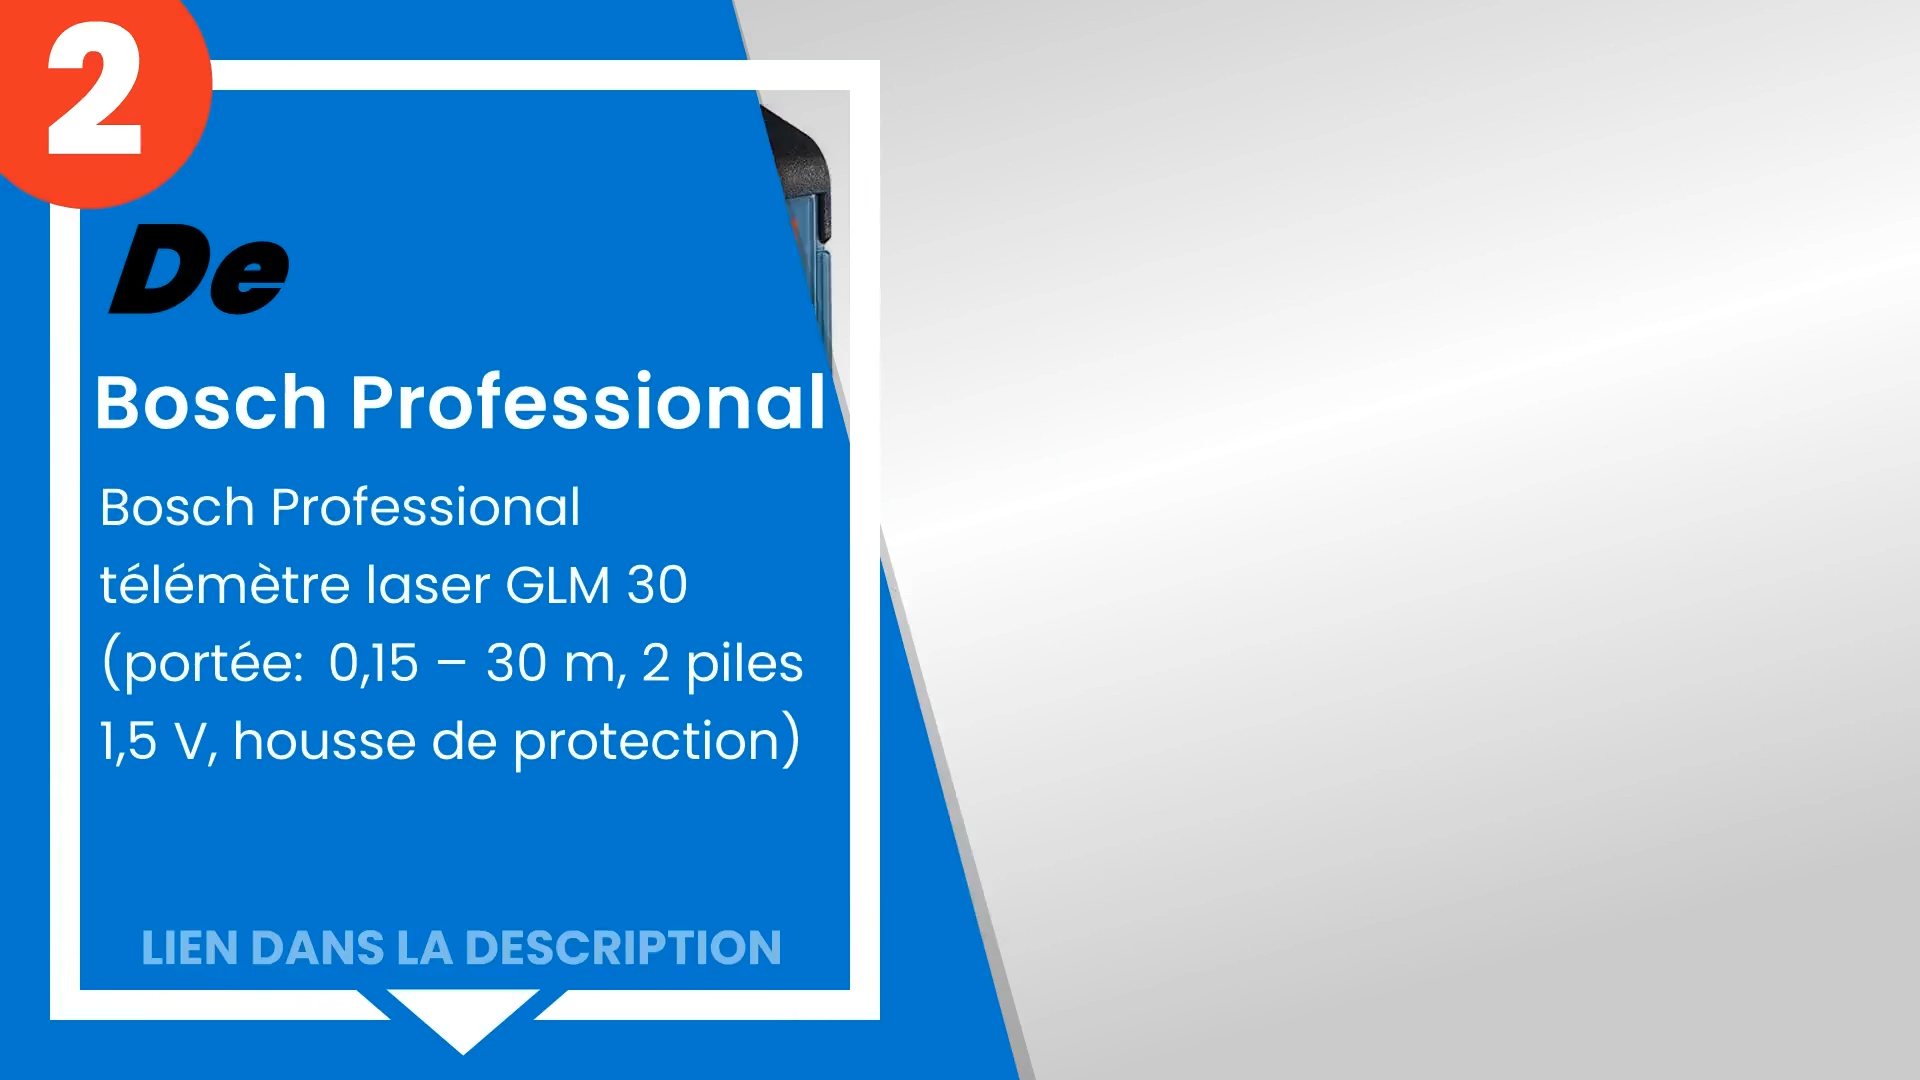 2
De
Bosch Professional
Bosch Professional
télémètre laser GLM 30
(portée: 0,15 – 30 m, 2 piles
1,5 V, housse de protection)
LIEN DANS LA DESCRIPTION